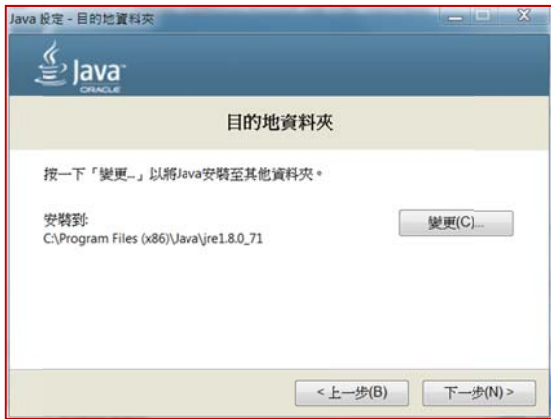 Java 設定 - 目的地資料夾
Java
ORACLE
目的地資料夾
按一下「變更...」以將Java安裝至其他資料夾。
安裝到:
變更(C)...
C:\Program Files (x86)\Java\jre1.8.0_71
< 上一步(B)
下一步(N) >